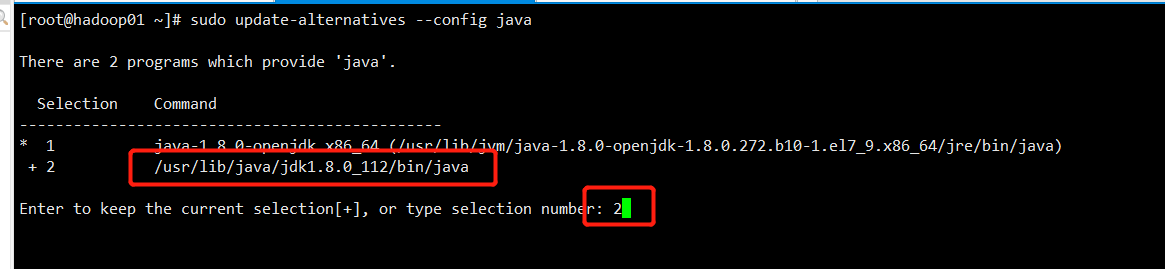 [root@hadoop01 ~]# sudo update-alternatives --config java
There are 2 programs which provide 'java'.
  Selection    Command
-----------------------------------------------
*  1           java-1.8.0-openjdk.x86_64 (/usr/lib/jvm/java-1.8.0-openjdk-1.8.0.272.b10-1.el7_9.x86_64/jre/bin/java)
 + 2           /usr/lib/java/jdk1.8.0_112/bin/java
Enter to keep the current selection[+], or type selection number: 2